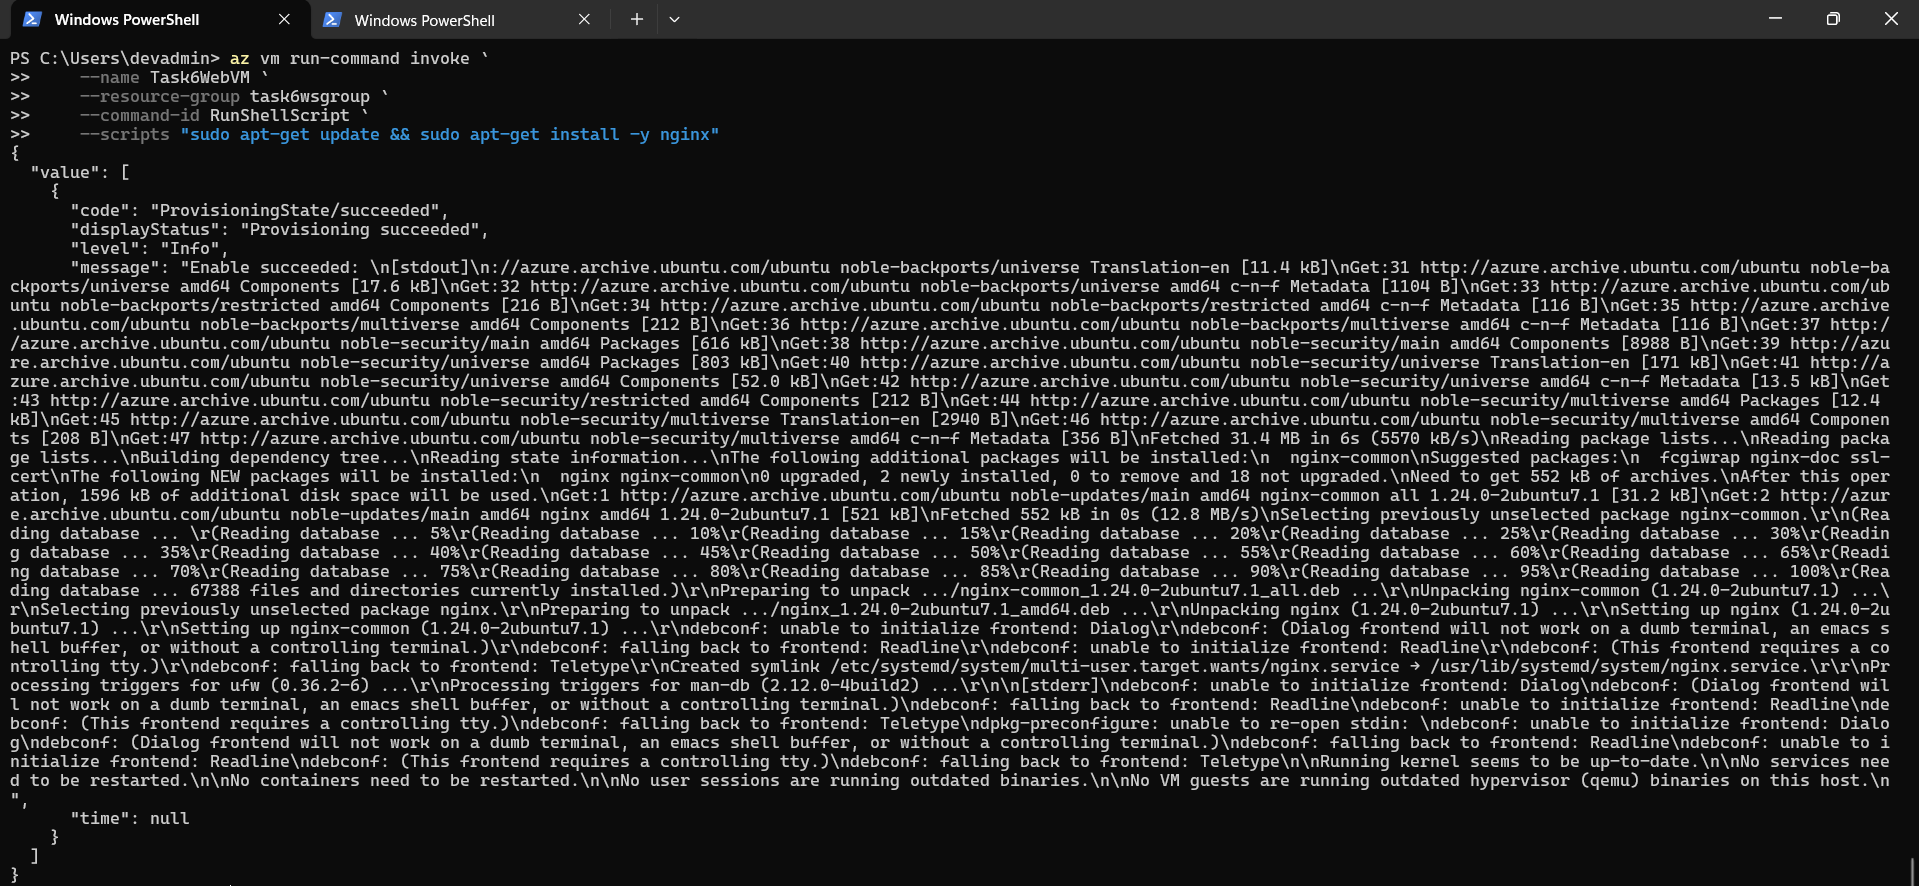 Windows PowerShell
Windows PowerShell
PS C:\Users\devadmin> az vm run-command invoke `
>>     --name Task6WebVM `
>>     --resource-group task6wsgroup `
>>     --command-id RunShellScript `
>>     --scripts "sudo apt-get update && sudo apt-get install -y nginx"
{
  "value": [
    {
      "code": "ProvisioningState/succeeded",
      "displayStatus": "Provisioning succeeded",
      "level": "Info",
      "message": "Enable succeeded: \n[stdout]\n://azure.archive.ubuntu.com/ubuntu noble-backports/universe Translation-en [11.4 kB]\nGet:31 http://azure.archive.ubuntu.com/ubuntu noble-ba
ckports/universe amd64 Components [17.6 kB]\nGet:32 http://azure.archive.ubuntu.com/ubuntu noble-backports/universe amd64 c-n-f Metadata [1104 B]\nGet:33 http://azure.archive.ubuntu.com/ub
untu noble-backports/restricted amd64 Components [216 B]\nGet:34 http://azure.archive.ubuntu.com/ubuntu noble-backports/restricted amd64 c-n-f Metadata [116 B]\nGet:35 http://azure.archive
.ubuntu.com/ubuntu noble-backports/multiverse amd64 Components [212 B]\nGet:36 http://azure.archive.ubuntu.com/ubuntu noble-backports/multiverse amd64 c-n-f Metadata [116 B]\nGet:37 http:/
/azure.archive.ubuntu.com/ubuntu noble-security/main amd64 Packages [616 kB]\nGet:38 http://azure.archive.ubuntu.com/ubuntu noble-security/main amd64 Components [8988 B]\nGet:39 http://azu
re.archive.ubuntu.com/ubuntu noble-security/universe amd64 Packages [803 kB]\nGet:40 http://azure.archive.ubuntu.com/ubuntu noble-security/universe Translation-en [171 kB]\nGet:41 http://a
zure.archive.ubuntu.com/ubuntu noble-security/universe amd64 Components [52.0 kB]\nGet:42 http://azure.archive.ubuntu.com/ubuntu noble-security/universe amd64 c-n-f Metadata [13.5 kB]\nGet
:43 http://azure.archive.ubuntu.com/ubuntu noble-security/restricted amd64 Components [212 B]\nGet:44 http://azure.archive.ubuntu.com/ubuntu noble-security/multiverse amd64 Packages [12.4 
kB]\nGet:45 http://azure.archive.ubuntu.com/ubuntu noble-security/multiverse Translation-en [2940 B]\nGet:46 http://azure.archive.ubuntu.com/ubuntu noble-security/multiverse amd64 Componen
ts [208 B]\nGet:47 http://azure.archive.ubuntu.com/ubuntu noble-security/multiverse amd64 c-n-f Metadata [356 B]\nFetched 31.4 MB in 6s (5570 kB/s)\nReading package lists...\nReading packa
ge lists...\nBuilding dependency tree...\nReading state information...\nThe following additional packages will be installed:\n  nginx-common\nSuggested packages:\n  fcgiwrap nginx-doc ssl-
cert\nThe following NEW packages will be installed:\n  nginx nginx-common\n0 upgraded, 2 newly installed, 0 to remove and 18 not upgraded.\nNeed to get 552 kB of archives.\nAfter this oper
ation, 1596 kB of additional disk space will be used.\nGet:1 http://azure.archive.ubuntu.com/ubuntu noble-updates/main amd64 nginx-common all 1.24.0-2ubuntu7.1 [31.2 kB]\nGet:2 http://azur
e.archive.ubuntu.com/ubuntu noble-updates/main amd64 nginx amd64 1.24.0-2ubuntu7.1 [521 kB]\nFetched 552 kB in 0s (12.8 MB/s)\nSelecting previously unselected package nginx-common.\r\n(Rea
ding database ... \r(Reading database ... 5%\r(Reading database ... 10%\r(Reading database ... 15%\r(Reading database ... 20%\r(Reading database ... 25%\r(Reading database ... 30%\r(Readin
g database ... 35%\r(Reading database ... 40%\r(Reading database ... 45%\r(Reading database ... 50%\r(Reading database ... 55%\r(Reading database ... 60%\r(Reading database ... 65%\r(Readi
ng database ... 70%\r(Reading database ... 75%\r(Reading database ... 80%\r(Reading database ... 85%\r(Reading database ... 90%\r(Reading database ... 95%\r(Reading database ... 100%\r(Rea
ding database ... 67388 files and directories currently installed.)\r\nPreparing to unpack .../nginx-common_1.24.0-2ubuntu7.1_all.deb ...\r\nUnpacking nginx-common (1.24.0-2ubuntu7.1) ...\
r\nSelecting previously unselected package nginx.\r\nPreparing to unpack .../nginx_1.24.0-2ubuntu7.1_amd64.deb ...\r\nUnpacking nginx (1.24.0-2ubuntu7.1) ...\r\nSetting up nginx (1.24.0-2u
buntu7.1) ...\r\nSetting up nginx-common (1.24.0-2ubuntu7.1) ...\r\ndebconf: unable to initialize frontend: Dialog\r\ndebconf: (Dialog frontend will not work on a dumb terminal, an emacs s
hell buffer, or without a controlling terminal.)\r\ndebconf: falling back to frontend: Readline\r\ndebconf: unable to initialize frontend: Readline\r\ndebconf: (This frontend requires a co
ntrolling tty.)\r\ndebconf: falling back to frontend: Teletype\r\nCreated symlink /etc/systemd/system/multi-user.target.wants/nginx.service → /usr/lib/systemd/system/nginx.service.\r\r\nPr
ocessing triggers for ufw (0.36.2-6) ...\r\nProcessing triggers for man-db (2.12.0-4build2) ...\r\n\n[stderr]\ndebconf: unable to initialize frontend: Dialog\ndebconf: (Dialog frontend wil
l not work on a dumb terminal, an emacs shell buffer, or without a controlling terminal.)\ndebconf: falling back to frontend: Readline\ndebconf: unable to initialize frontend: Readline\nde
bconf: (This frontend requires a controlling tty.)\ndebconf: falling back to frontend: Teletype\ndpkg-preconfigure: unable to re-open stdin: \ndebconf: unable to initialize frontend: Dialo
g\ndebconf: (Dialog frontend will not work on a dumb terminal, an emacs shell buffer, or without a controlling terminal.)\ndebconf: falling back to frontend: Readline\ndebconf: unable to i
nitialize frontend: Readline\ndebconf: (This frontend requires a controlling tty.)\ndebconf: falling back to frontend: Teletype\n\nRunning kernel seems to be up-to-date.\n\nNo services nee
d to be restarted.\n\nNo containers need to be restarted.\n\nNo user sessions are running outdated binaries.\n\nNo VM guests are running outdated hypervisor (qemu) binaries on this host.\n
",
      "time": null
    }
  ]
}